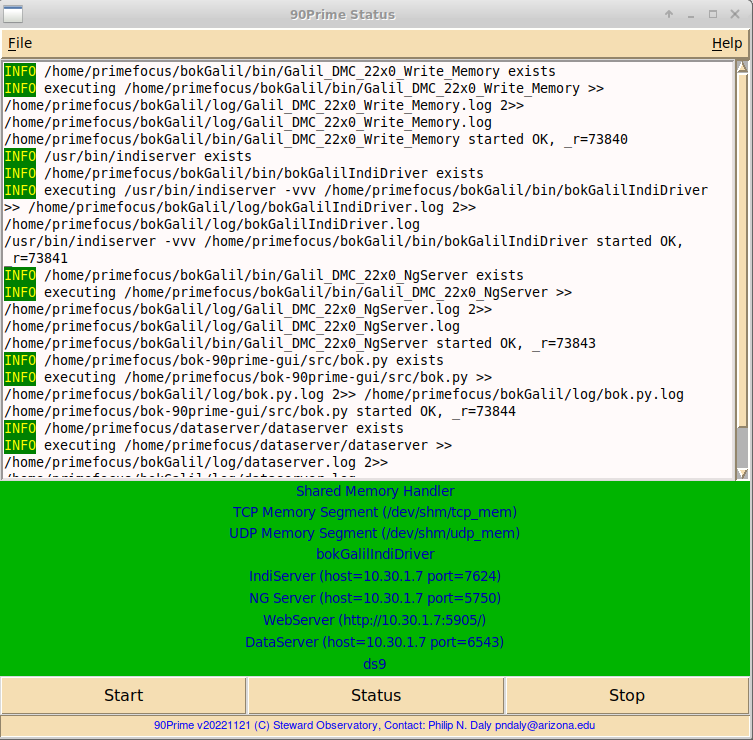 90Prime Status
File Help
INFO /home/primefocus/bokGalil/bin/Galil_DMC_22x0_Write_Memory exists
INFO executing /home/primefocus/bokGalil/bin/Galil_DMC_22x0_Write_Memory >>
/home/primefocus/bokGalil/log/Galil_DMC_22x0_Write_Memory.log 2>>
/home/primefocus/bokGalil/log/Galil_DMC_22x0_Write_Memory.log
/home/primefocus/bokGalil/bin/Galil_DMC_22x0_Write_Memory started OK, _r=73840
INFO /usr/bin/indiserver exists
INFO /home/primefocus/bokGalil/bin/bokGalilIndiDriver exists
INFO executing /usr/bin/indiserver -vvv /home/primefocus/bokGalil/bin/bokGalilIndiDriver
>> /home/primefocus/bokGalil/log/bokGalilIndiDriver.log 2>>
/home/primefocus/bokGalil/log/bokGalilIndiDriver.log
/usr/bin/indiserver -vvv /home/primefocus/bokGalil/bin/bokGalilIndiDriver started OK,
_r=73841
INFO /home/primefocus/bokGalil/bin/Galil_DMC_22x0_NgServer exists
INFO executing /home/primefocus/bokGalil/bin/Galil_DMC_22x0_NgServer >>
/home/primefocus/bokGalil/log/Galil_DMC_22x0_NgServer.log 2>>
/home/primefocus/bokGalil/log/Galil_DMC_22x0_NgServer.log
/home/primefocus/bokGalil/bin/Galil_DMC_22x0_NgServer started OK, _r=73843
INFO /home/primefocus/bok-90prime-gui/src/bok.py exists
INFO executing /home/primefocus/bok-90prime-gui/src/bok.py >>
/home/primefocus/bokGalil/log/bok.py.log 2>> /home/primefocus/bokGalil/log/bok.py.log
/home/primefocus/bok-90prime-gui/src/bok.py started OK, _r=73844
INFO /home/primefocus/dataserver/dataserver exists
INFO executing /home/primefocus/dataserver/dataserver >>
/home/primefocus/bokGalil/log/dataserver.log 2>>
Shared Memory Handler
TCP Memory Segment (/dev/shm/tcp_mem)
UDP Memory Segment (/dev/shm/udp_mem)
bokGalilIndiDriver
IndiServer (host=10.30.1.7 port=7624)
NG Server (host=10.30.1.7 port=5750)
WebServer (http://10.30.1.7:5905/)
DataServer (host=10.30.1.7 port=6543)
ds9
Start Status Stop
90Prime v20221121 (C) Steward Observatory, Contact: Philip N. Daly pndaly@arizona.edu